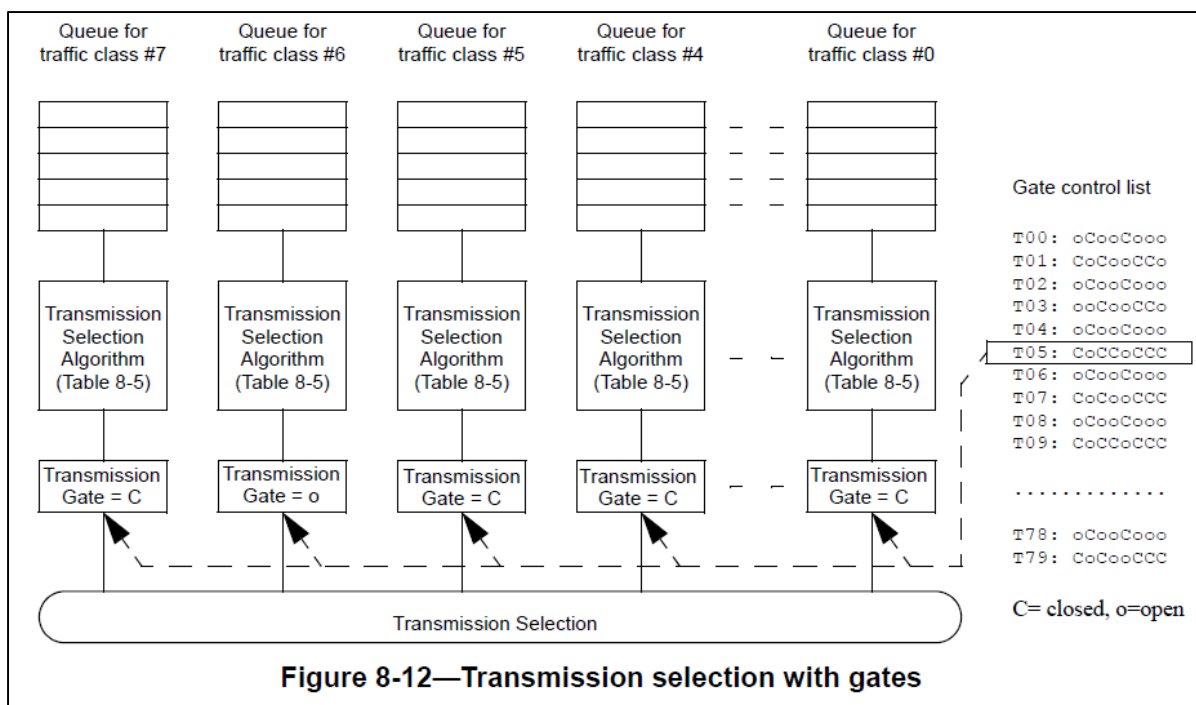 Queue for
traffic class #7
Queue for
traffic class #6
Queue for
traffic class #5
Queue for
traffic class #4
Queue for
traffic class #0
Transmission
Selection
Algorithm
(Table 8-5)
Transmission
Selection
Algorithm
(Table 8-5)
Transmission
Selection
Algorithm
(Table 8-5)
Transmission
Selection
Algorithm
(Table 8-5)
Transmission
Selection
Algorithm
(Table 8-5)
Transmission
Gate = C
Transmission
Gate = o
Transmission
Gate = C
Transmission
Gate = C
Transmission
Gate = C
Transmission Selection
Gate control list
T00: oCooCooo
T01: CoCooCCo
T02: oCooCooo
T03: ooCooCCo
T04: oCooCooo
T05: CoCCoCCC
T06: oCooCooo
T07: CoCooCCC
T08: oCooCooo
T09: CoCCoCCC
.............
T78: oCooCooo
T79: CoCooCCC
C= closed, o=open
Figure 8-12—Transmission selection with gates